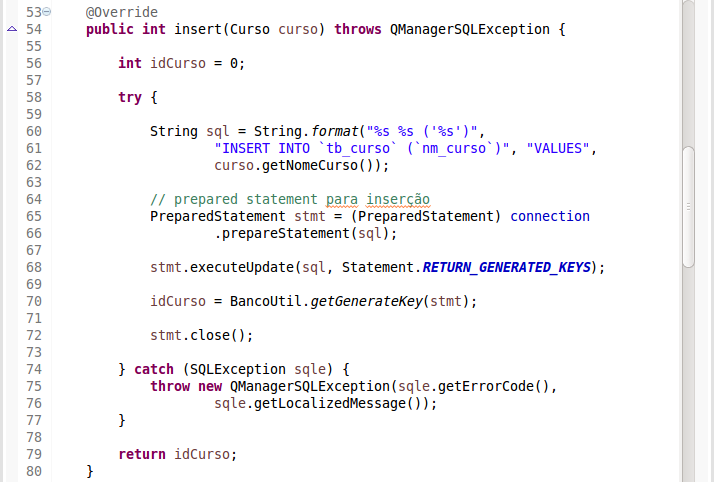 53 @Override
54 public int insert(Curso curso) throws QManagerSQLException {
55
56 int idCurso = 0;
57
58 try {
59
60 String sql = String.format("%s %s ('%s')",
61 "INSERT INTO `tb_curso` (`nm_curso`)", "VALUES",
62 curso.getNomeCurso());
63
64 // prepared statement para inserção
65 PreparedStatement stmt = (PreparedStatement) connection
66 .prepareStatement(sql);
67
68 stmt.executeUpdate(sql, Statement.RETURN_GENERATED_KEYS);
69
70 idCurso = BancoUtil.getGenerateKey(stmt);
71
72 stmt.close();
73
74 } catch (SQLException sqle) {
75 throw new QManagerSQLException(sqle.getErrorCode(),
76 sqle.getLocalizedMessage());
77 }
78
79 return idCurso;
80 }